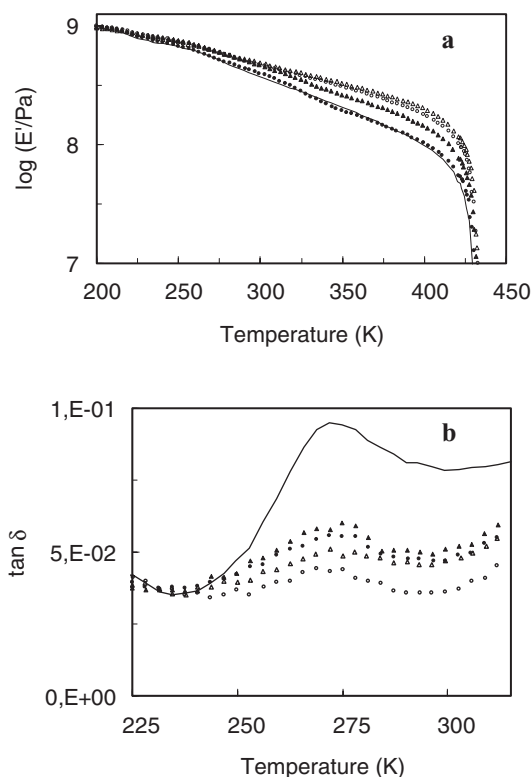 a
9
8
7
log (E'/Pa)
200 250 300 350 400 450
Temperature (K)
b
1,E-01
5,E-02
0,E+00
tan δ
225 250 275 300
Temperature (K)